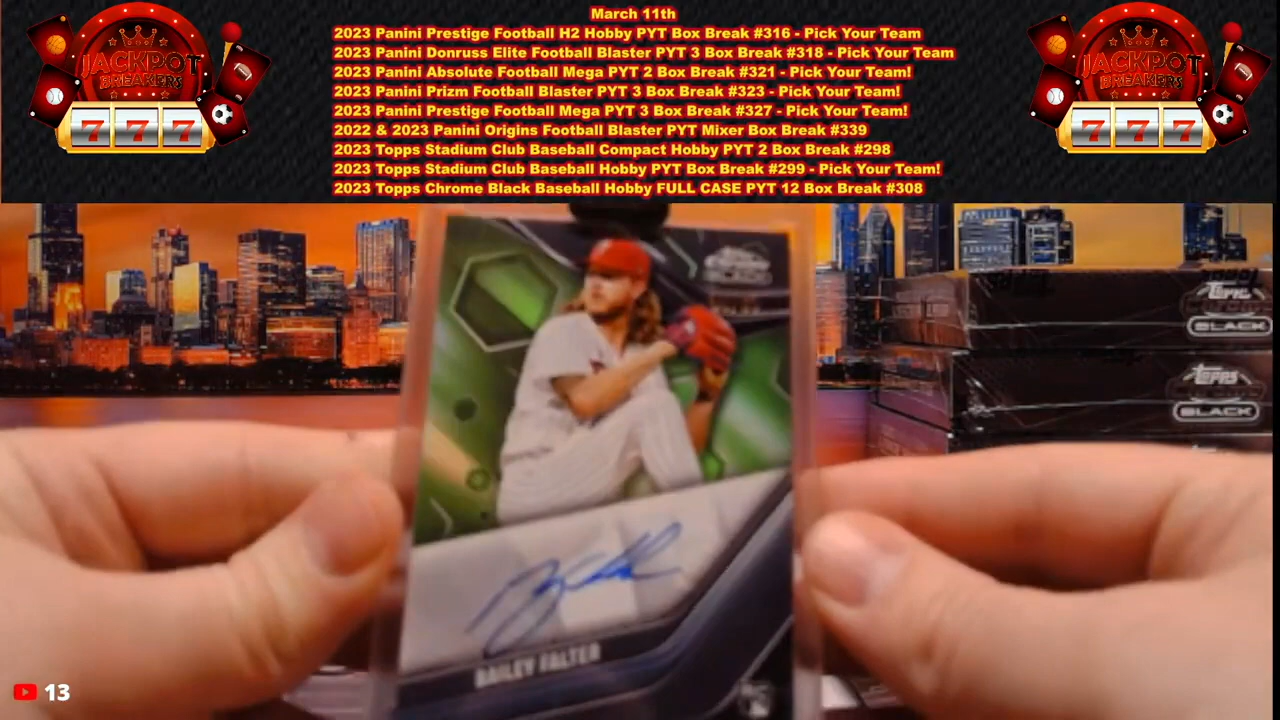 March 11th
2023 Panini Prestige Football H2 Hobby PYT Box Break #316 - Pick Your Team
2023 Panini Donruss Elite Football Blaster PYT 3 Box Break #318 - Pick Your Team
2023 Panini Absolute Football Mega PYT 2 Box Break #321 - Pick Your Team!
2023 Panini Prizm Football Blaster PYT 3 Box Break #323 - Pick Your Team!
2023 Panini Prestige Football Mega PYT 3 Box Break #327 - Pick Your Team!
2022 & 2023 Panini Origins Football Blaster PYT Mixer Box Break #339
2023 Topps Stadium Club Baseball Compact Hobby PYT 2 Box Break #298
2023 Topps Stadium Club Baseball Hobby PYT Box Break #299 - Pick Your Team!
2023 Topps Chrome Black Baseball Hobby FULL CASE PYT 12 Box Break #308
JACKPOT
BREAKERS
7 7 7
JACKPOT
BREAKERS
7 7 7
Topps
BLACK
Topps
BLACK
BAILEY FALTER
13